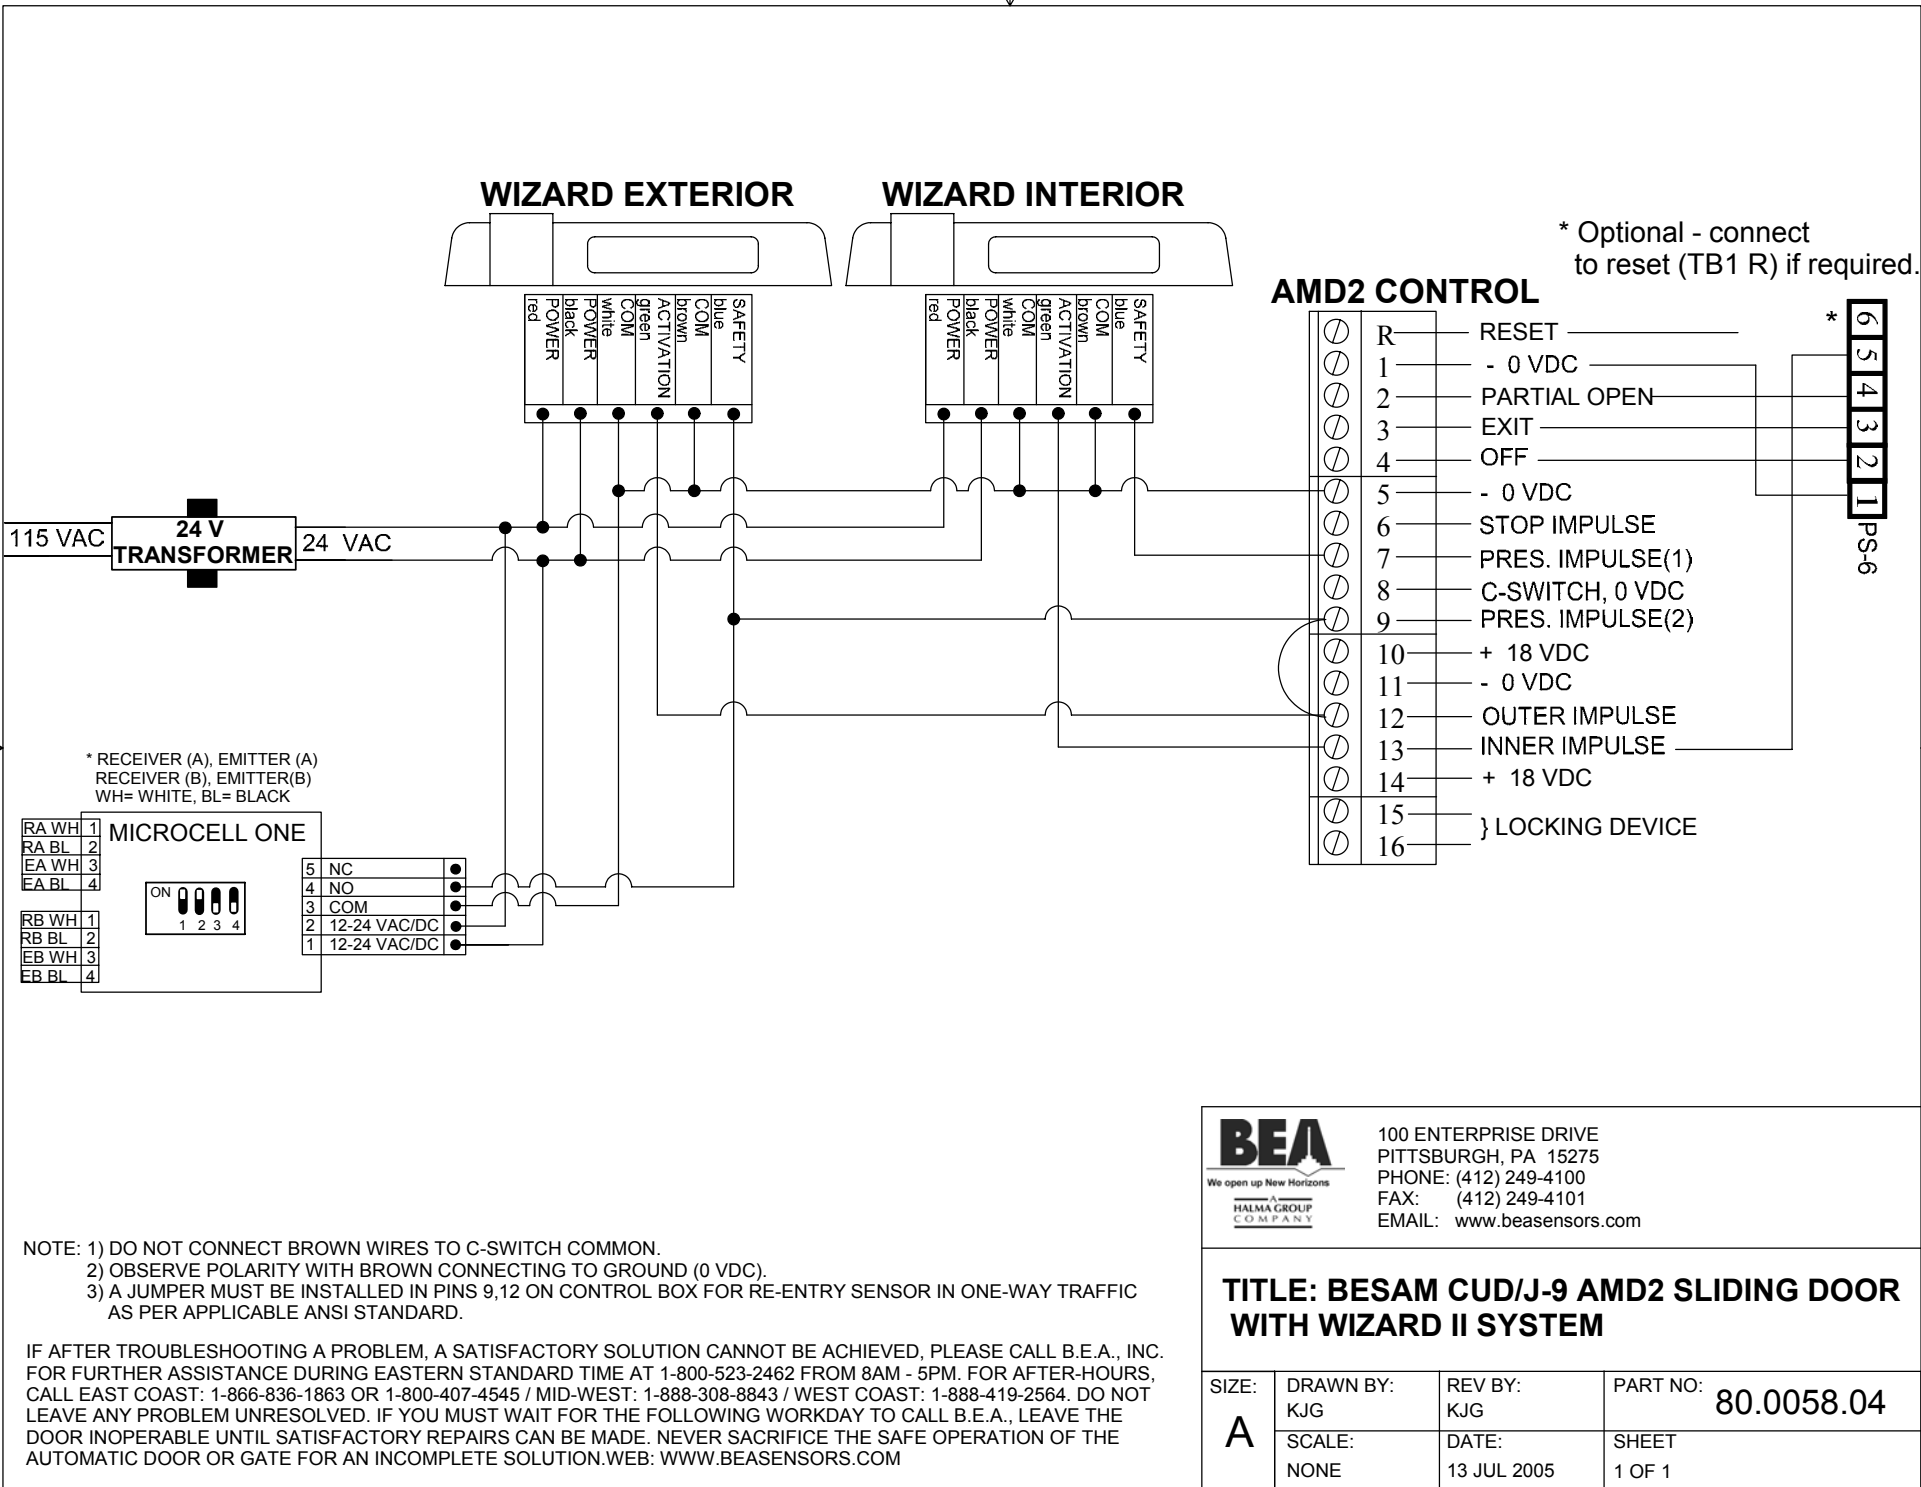 WIZARD EXTERIOR
WIZARD INTERIOR
* Optional - connect
to reset (TB1 R) if required.
red
POWER
black
POWER
white
COM
green
ACTIVATION
brown
COM
blue
SAFETY
red
POWER
black
POWER
white
COM
green
ACTIVATION
brown
COM
blue
SAFETY
AMD2 CONTROL
R RESET
1 - 0 VDC
2 PARTIAL OPEN
3 EXIT
4 OFF
5 - 0 VDC
6 STOP IMPULSE
7 PRES. IMPULSE(1)
8 C-SWITCH, 0 VDC
9 PRES. IMPULSE(2)
10 + 18 VDC
11 - 0 VDC
12 OUTER IMPULSE
13 INNER IMPULSE
14 + 18 VDC
15
16
} LOCKING DEVICE
*
6
5
4
3
2
1
PS-6
115 VAC
24 V
TRANSFORMER
24 VAC
* RECEIVER (A), EMITTER (A)
RECEIVER (B), EMITTER(B)
WH= WHITE, BL= BLACK
MICROCELL ONE
RA WH 1
RA BL 2
EA WH 3
EA BL 4
RB WH 1
RB BL 2
EB WH 3
EB BL 4
ON
1 2 3 4
5 NC
4 NO
3 COM
2 12-24 VAC/DC
1 12-24 VAC/DC
NOTE: 1) DO NOT CONNECT BROWN WIRES TO C-SWITCH COMMON.
2) OBSERVE POLARITY WITH BROWN CONNECTING TO GROUND (0 VDC).
3) A JUMPER MUST BE INSTALLED IN PINS 9,12 ON CONTROL BOX FOR RE-ENTRY SENSOR IN ONE-WAY TRAFFIC
AS PER APPLICABLE ANSI STANDARD.
IF AFTER TROUBLESHOOTING A PROBLEM, A SATISFACTORY SOLUTION CANNOT BE ACHIEVED, PLEASE CALL B.E.A., INC.
FOR FURTHER ASSISTANCE DURING EASTERN STANDARD TIME AT 1-800-523-2462 FROM 8AM - 5PM. FOR AFTER-HOURS,
CALL EAST COAST: 1-866-836-1863 OR 1-800-407-4545 / MID-WEST: 1-888-308-8843 / WEST COAST: 1-888-419-2564. DO NOT
LEAVE ANY PROBLEM UNRESOLVED. IF YOU MUST WAIT FOR THE FOLLOWING WORKDAY TO CALL B.E.A., LEAVE THE
DOOR INOPERABLE UNTIL SATISFACTORY REPAIRS CAN BE MADE. NEVER SACRIFICE THE SAFE OPERATION OF THE
AUTOMATIC DOOR OR GATE FOR AN INCOMPLETE SOLUTION.WEB: WWW.BEASENSORS.COM
BEA
We open up New Horizons
A
HALMA GROUP
COMPANY
100 ENTERPRISE DRIVE
PITTSBURGH, PA 15275
PHONE: (412) 249-4100
FAX: (412) 249-4101
EMAIL: www.beasensors.com
TITLE: BESAM CUD/J-9 AMD2 SLIDING DOOR
WITH WIZARD II SYSTEM
SIZE:
A
DRAWN BY:
KJG
REV BY:
KJG
PART NO: 80.0058.04
SCALE:
NONE
DATE:
13 JUL 2005
SHEET
1 OF 1